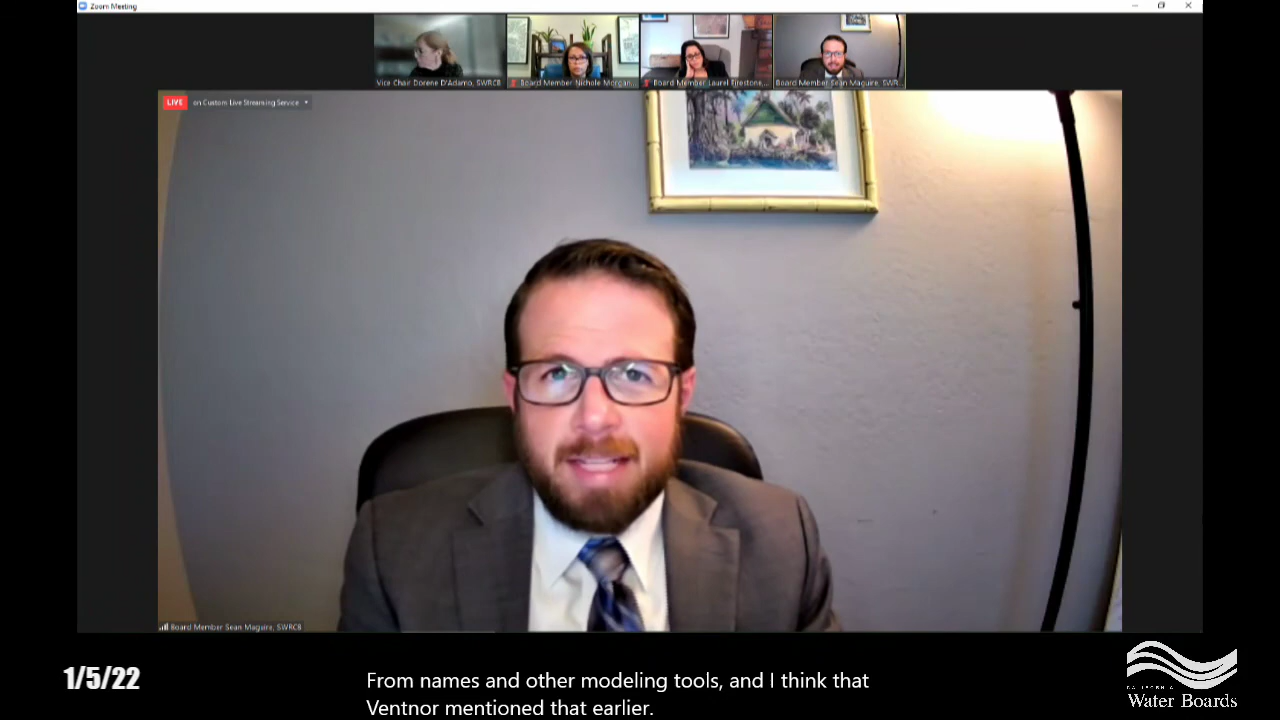 Zoom Meeting
Vice Chair Dorene D'Adamo, SWRCB
Board Member Nichole Morgan...
Board Member Laurel Firestone,...
Board Member Sean Maguire, SWR...
LIVE on Custom Live Streaming Service
Board Member Sean Maguire, SWRCB
1/5/22
From names and other modeling tools, and I think that
Ventnor mentioned that earlier.
CALIFORNIA
Water Boards